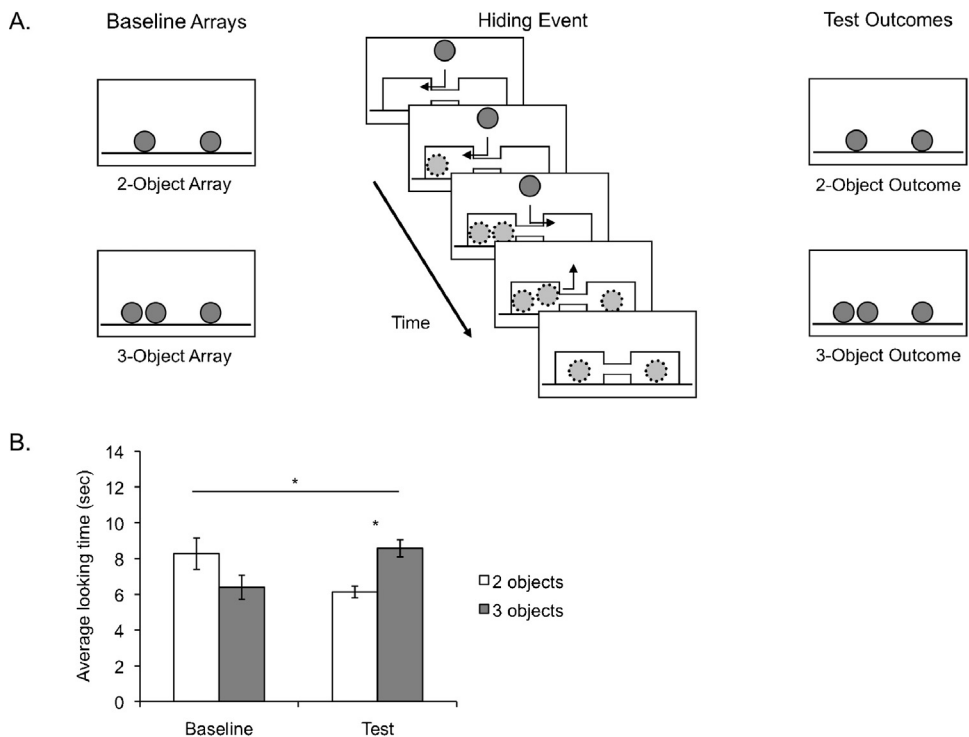 A.
Baseline Arrays
Hiding Event
Test Outcomes
2-Object Array
2-Object Outcome
Time
3-Object Array
3-Object Outcome
B.
Average looking time (sec)
14
12
10
8
6
4
2
0
*
*
2 objects
3 objects
Baseline
Test